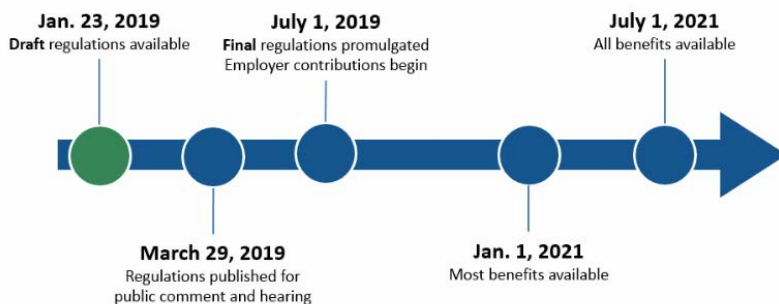 Jan. 23, 2019
Draft regulations available
July 1, 2019
Final regulations promulgated
Employer contributions begin
July 1, 2021
All benefits available
March 29, 2019
Regulations published for
public comment and hearing
Jan. 1, 2021
Most benefits available